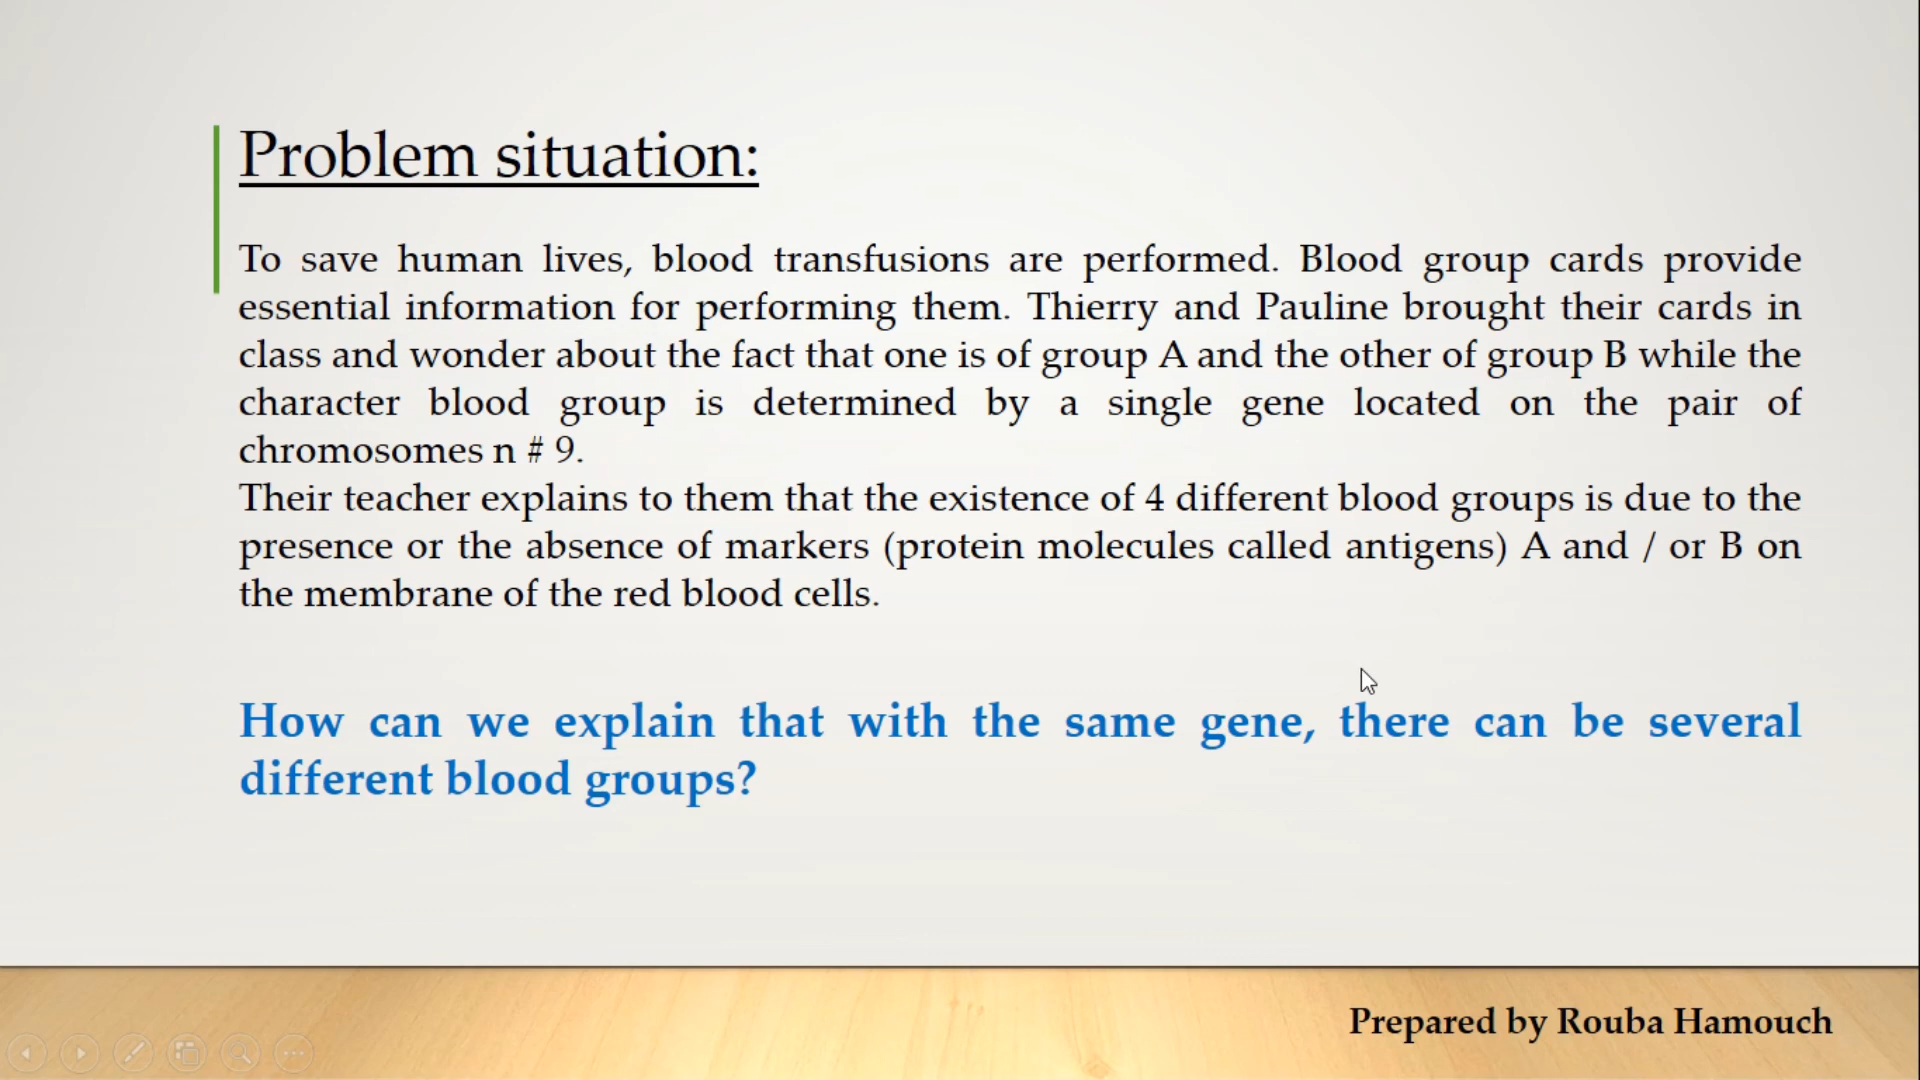 Problem situation:
To save human lives, blood transfusions are performed. Blood group cards provide
essential information for performing them. Thierry and Pauline brought their cards in
class and wonder about the fact that one is of group A and the other of group B while the
character blood group is determined by a single gene located on the pair of
chromosomes n # 9.
Their teacher explains to them that the existence of 4 different blood groups is due to the
presence or the absence of markers (protein molecules called antigens) A and / or B on
the membrane of the red blood cells.
How can we explain that with the same gene, there can be several
different blood groups?
Prepared by Rouba Hamouch